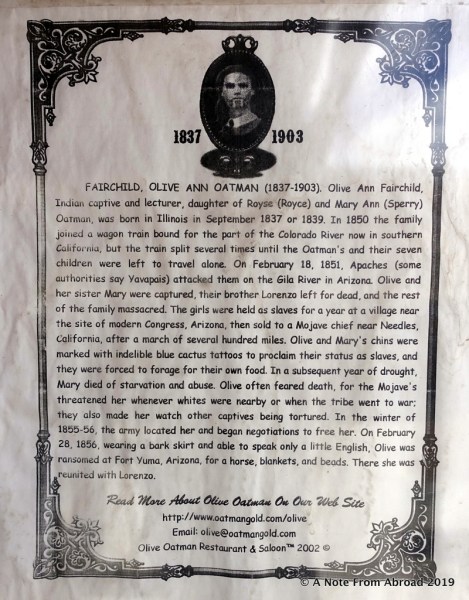 1837 1903
FAIRCHILD, OLIVE ANN OATMAN (1837-1903). Olive Ann Fairchild,
Indian captive and lecturer, daughter of Royse (Royce) and Mary Ann (Sperry)
Oatman, was born in Illinois in September 1837 or 1839. In 1850 the family
joined a wagon train bound for the part of the Colorado River now in southern
California, but the train split several times until the Oatman's and their seven
children were left to travel alone. On February 18, 1851, Apaches (some
authorities say Yavapais) attacked them on the Gila River in Arizona. Olive and
her sister Mary were captured, their brother Lorenzo left for dead, and the rest
of the family massacred. The girls were held as slaves for a year at a village near
the site of modern Congress, Arizona, then sold to a Mojave chief near Needles,
California, after a march of several hundred miles. Olive and Mary's chins were
marked with indelible blue cactus tattoos to proclaim their status as slaves, and
they were forced to forage for their own food. In a subsequent year of drought,
Mary died of starvation and abuse. Olive often feared death, for the Mojave's
threatened her whenever whites were nearby or when the tribe went to war;
they also made her watch other captives being tortured. In the winter of
1855-56, the army located her and began negotiations to free her. On February
28, 1856, wearing a bark skirt and able to speak only a little English, Olive was
ransomed at Fort Yuma, Arizona, for a horse, blankets, and beads. There she was
reunited with Lorenzo.
Read More About Olive Oatman On Our Web Site
http://www.oatmangold.com/olive
Email: olive@oatmangold.com
Olive Oatman Restaurant & Saloon™ 2002 ©
© A Note From Abroad 2019